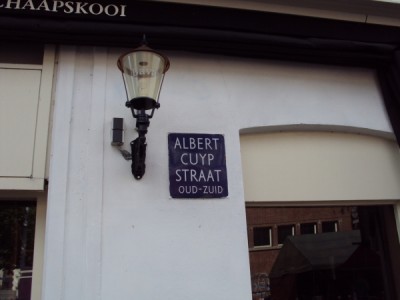 CHAAPSKOOI
ALBERT
CUYP
STRAAT
OUD-ZUID